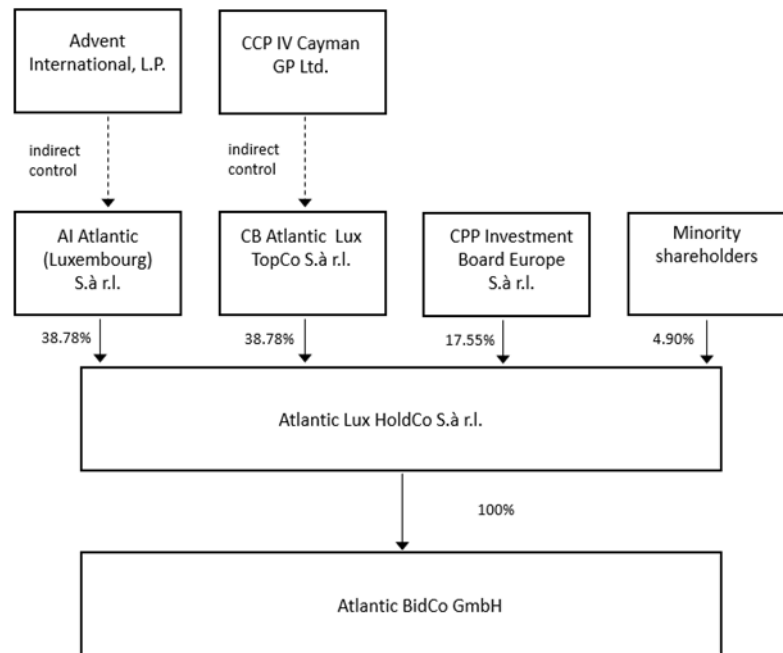 Advent
International, L.P.
CCP IV Cayman
GP Ltd.
indirect
control
indirect
control
AI Atlantic
(Luxembourg)
S.à r.l.
CB Atlantic Lux
TopCo S.à r.l.
CPP Investment
Board Europe
S.à r.l.
Minority
shareholders
38.78%
38.78%
17.55%
4.90%
Atlantic Lux HoldCo S.à r.l.
100%
Atlantic BidCo GmbH